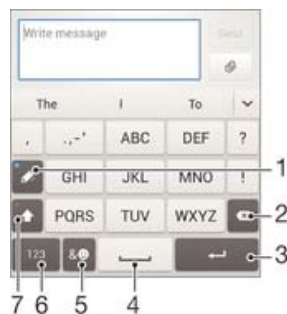 Write message
Send
The I To
, .,-' ABC DEF ?
GHI JKL MNO ! 1
PQRS TUV WXYZ 2
123 &☺ 3
7 6 5 4